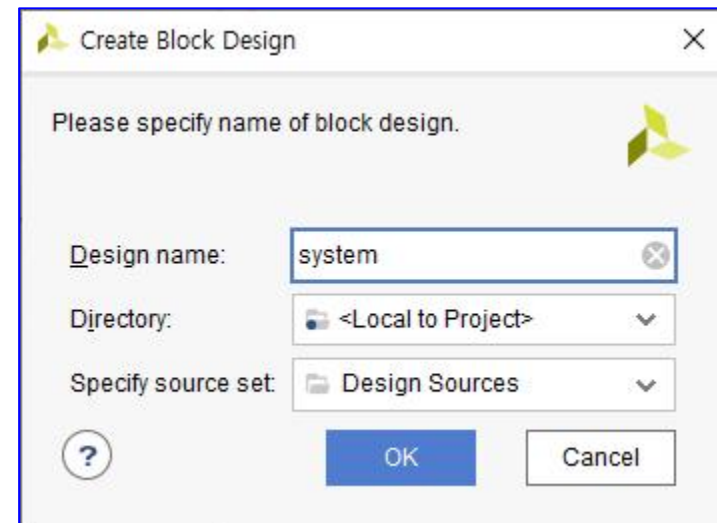 Create Block Design
Please specify name of block design.
Design name: system
Directory: <Local to Project>
Specify source set: Design Sources
? OK Cancel